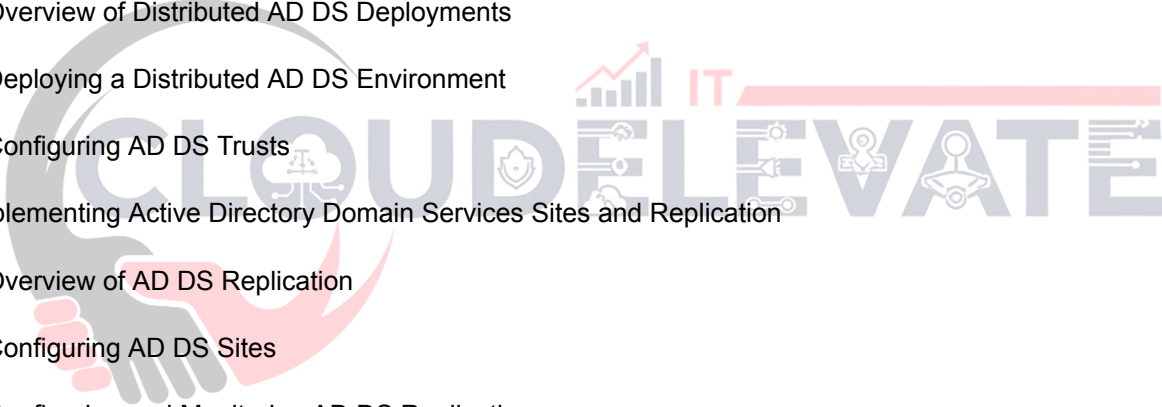 Overview of Distributed AD DS Deployments
Deploying a Distributed AD DS Environment
IT
Configuring AD DS Trusts
CLOUDELEVATE
Implementing Active Directory Domain Services Sites and Replication
Overview of AD DS Replication
Configuring AD DS Sites